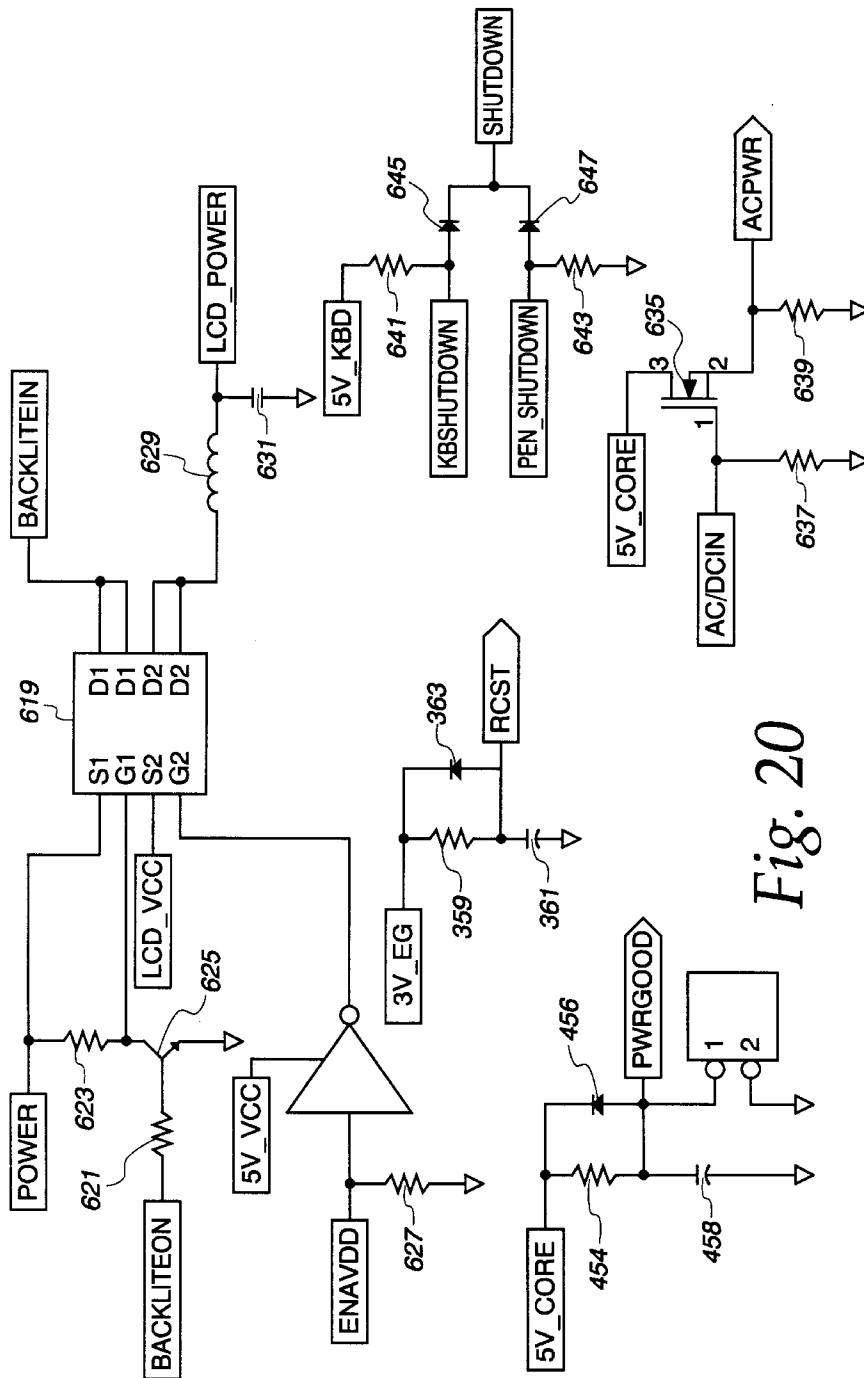 POWER
623
621
BACKLITEON
625
LCD_VCC
5V_VCC
ENAVDD
627
619
S1
G1
S2
G2
D1
D1
D2
D2
BACKLITEIN
629
LCD_POWER
631
5V_KBD
641
645
KBSHUTDOWN
SHUTDOWN
PEN_SHUTDOWN
647
643
3V_EG
359
363
RCST
361
5V_CORE
454
456
PWRGOOD
458
1
2
5V_CORE
3
635
1
2
ACPWR
AC/DCIN
637
639
Fig. 20